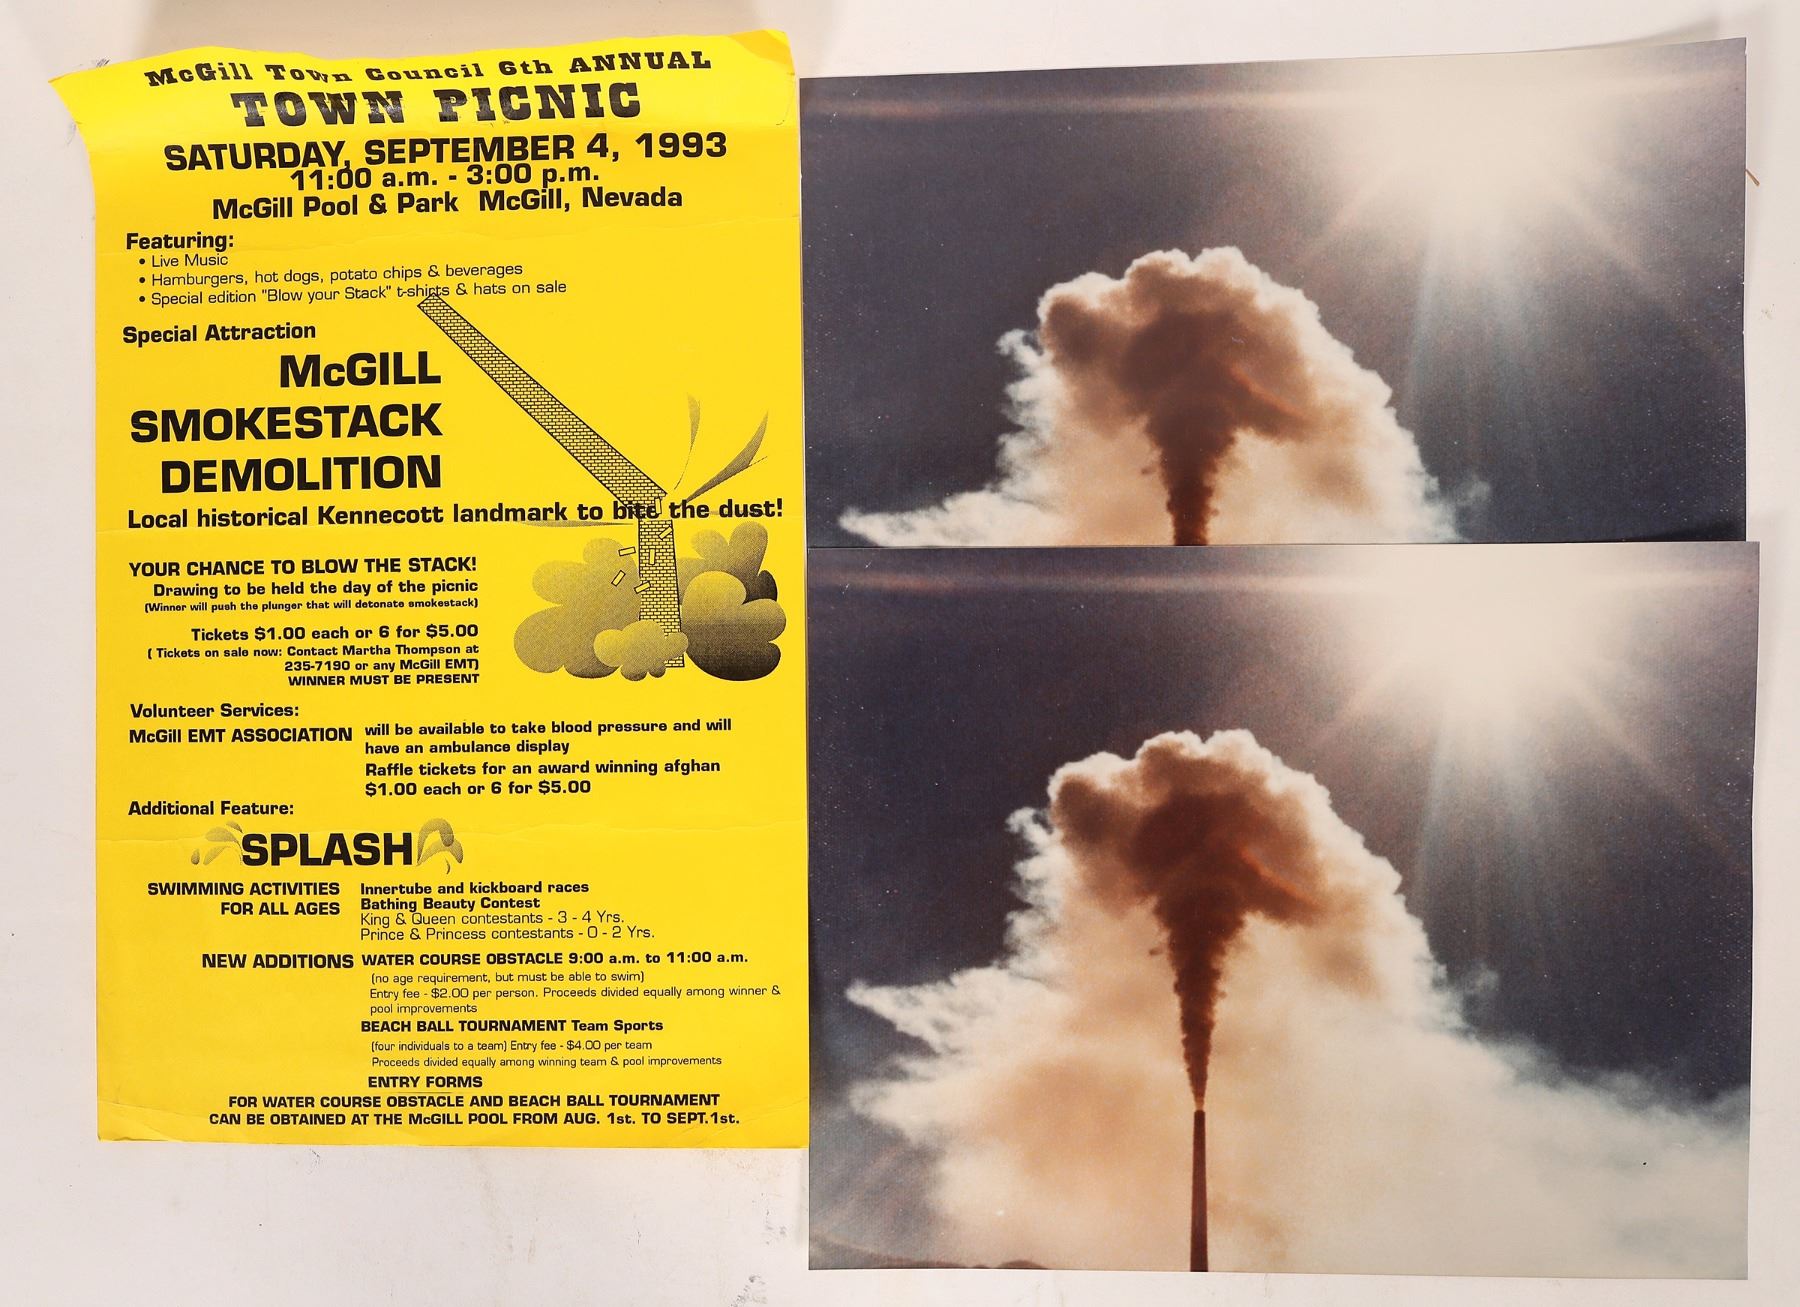 McGill Town Council 6th ANNUAL
TOWN PICNIC
SATURDAY, SEPTEMBER 4, 1993
11:00 a.m. - 3:00 p.m.
McGill Pool & Park McGill, Nevada
Featuring:
• Live Music
• Hamburgers, hot dogs, potato chips & beverages
• Special edition "Blow your Stack" t-shirts & hats on sale
Special Attraction
McGILL
SMOKESTACK
DEMOLITION
Local historical Kennecott landmark to bite the dust!
YOUR CHANCE TO BLOW THE STACK!
Drawing to be held the day of the picnic
(Winner will push the plunger that will detonate smokestack)
Tickets $1.00 each or 6 for $5.00
( Tickets on sale now: Contact Martha Thompson at
235-7190 or any McGill EMT)
WINNER MUST BE PRESENT
Volunteer Services:
McGill EMT ASSOCIATION will be available to take blood pressure and will
have an ambulance display
Raffle tickets for an award winning afghan
$1.00 each or 6 for $5.00
Additional Feature:
SPLASH
SWIMMING ACTIVITIES Innertube and kickboard races
FOR ALL AGES Bathing Beauty Contest
King & Queen contestants - 3 - 4 Yrs.
Prince & Princess contestants - 0 - 2 Yrs.
NEW ADDITIONS WATER COURSE OBSTACLE 9:00 a.m. to 11:00 a.m.
(no age requirement, but must be able to swim)
Entry fee - $2.00 per person. Proceeds divided equally among winner &
pool improvements
BEACH BALL TOURNAMENT Team Sports
(four individuals to a team) Entry fee - $4.00 per team
Proceeds divided equally among winning team & pool improvements
ENTRY FORMS
FOR WATER COURSE OBSTACLE AND BEACH BALL TOURNAMENT
CAN BE OBTAINED AT THE McGILL POOL FROM AUG. 1st. TO SEPT.1st.